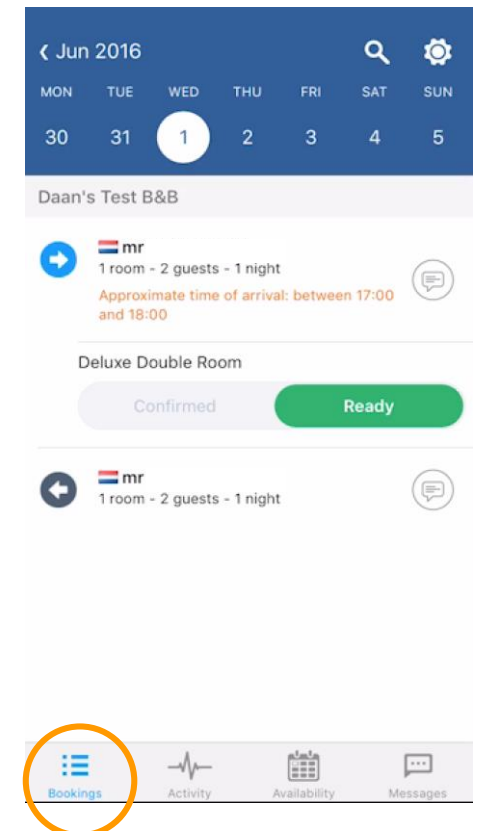 Jun 2016
MON TUE WED THU FRI SAT SUN
30 31 1 2 3 4 5
Daan's Test B&B
mr
1 room - 2 guests - 1 night
Approximate time of arrival: between 17:00
and 18:00
Deluxe Double Room
Confirmed Ready
mr
1 room - 2 guests - 1 night
Bookings Activity Availability Messages